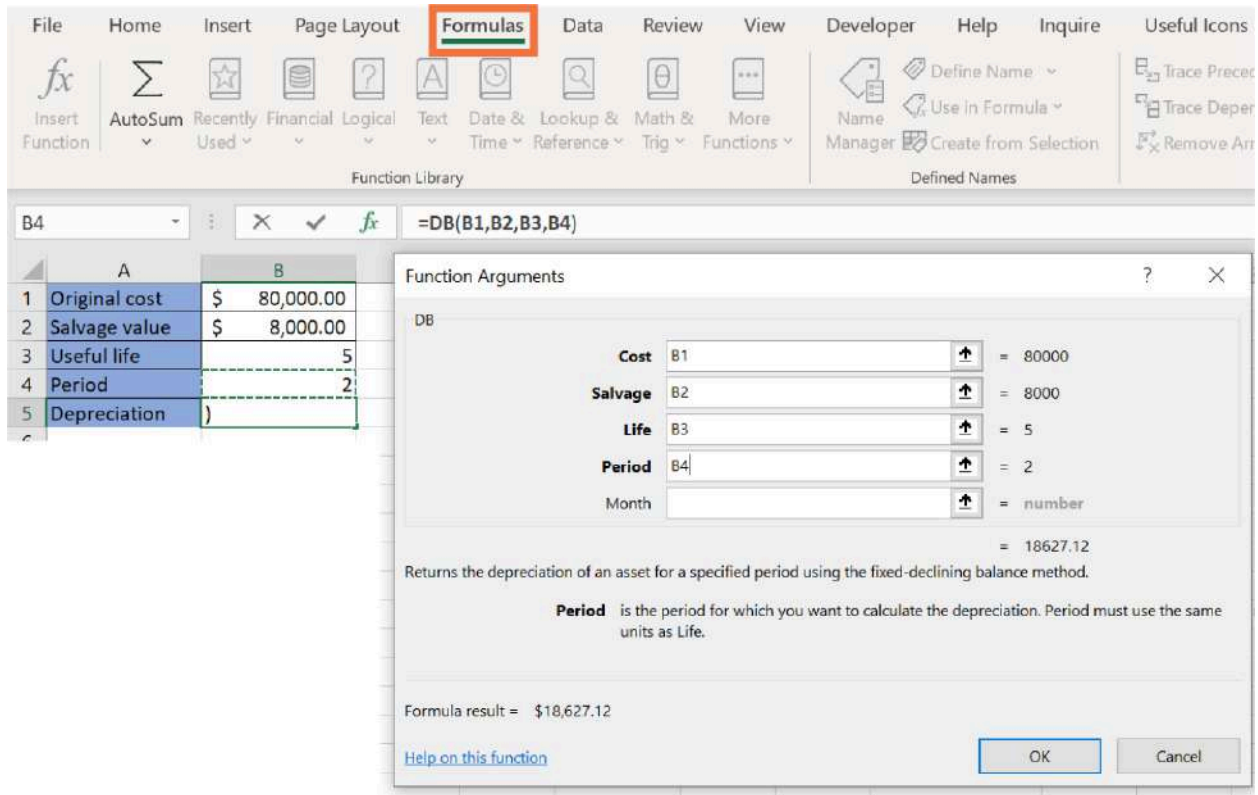 File Home Insert Page Layout Formulas Data Review View Developer Help Inquire Useful Icons
fx
Insert Function
AutoSum
Recently Used
Financial
Logical
Text
Date & Time
Lookup & Reference
Math & Trig
More Functions
Function Library
Name Manager
Define Name
Use in Formula
Create from Selection
Defined Names
Trace Preced
Trace Deper
Remove Arr
B4 fx =DB(B1,B2,B3,B4)
A B
1 Original cost $ 80,000.00
2 Salvage value $ 8,000.00
3 Useful life 5
4 Period 2
5 Depreciation )
Function Arguments ? ×
DB
Cost B1 = 80000
Salvage B2 = 8000
Life B3 = 5
Period B4 = 2
Month = number
= 18627.12
Returns the depreciation of an asset for a specified period using the fixed-declining balance method.
Period is the period for which you want to calculate the depreciation. Period must use the same
units as Life.
Formula result = $18,627.12
Help on this function OK Cancel